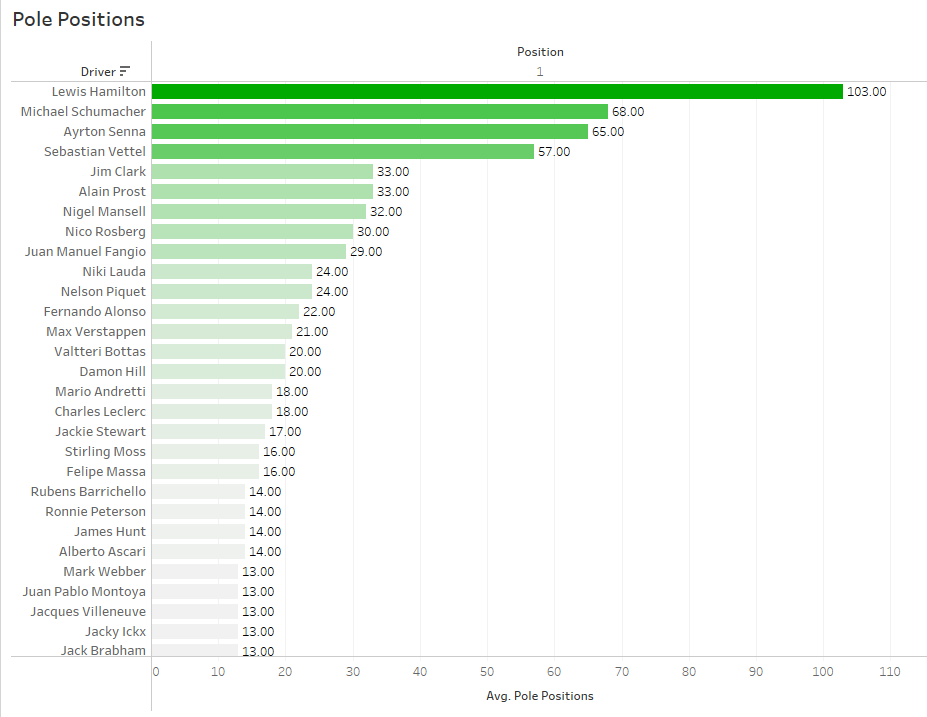 Pole Positions
Position
Driver 1
Lewis Hamilton 103.00
Michael Schumacher 68.00
Ayrton Senna 65.00
Sebastian Vettel 57.00
Jim Clark 33.00
Alain Prost 33.00
Nigel Mansell 32.00
Nico Rosberg 30.00
Juan Manuel Fangio 29.00
Niki Lauda 24.00
Nelson Piquet 24.00
Fernando Alonso 22.00
Max Verstappen 21.00
Valtteri Bottas 20.00
Damon Hill 20.00
Mario Andretti 18.00
Charles Leclerc 18.00
Jackie Stewart 17.00
Stirling Moss 16.00
Felipe Massa 16.00
Rubens Barrichello 14.00
Ronnie Peterson 14.00
James Hunt 14.00
Alberto Ascari 14.00
Mark Webber 13.00
Juan Pablo Montoya 13.00
Jacques Villeneuve 13.00
Jacky Ickx 13.00
Jack Brabham 13.00
0 10 20 30 40 50 60 70 80 90 100 110
Avg. Pole Positions